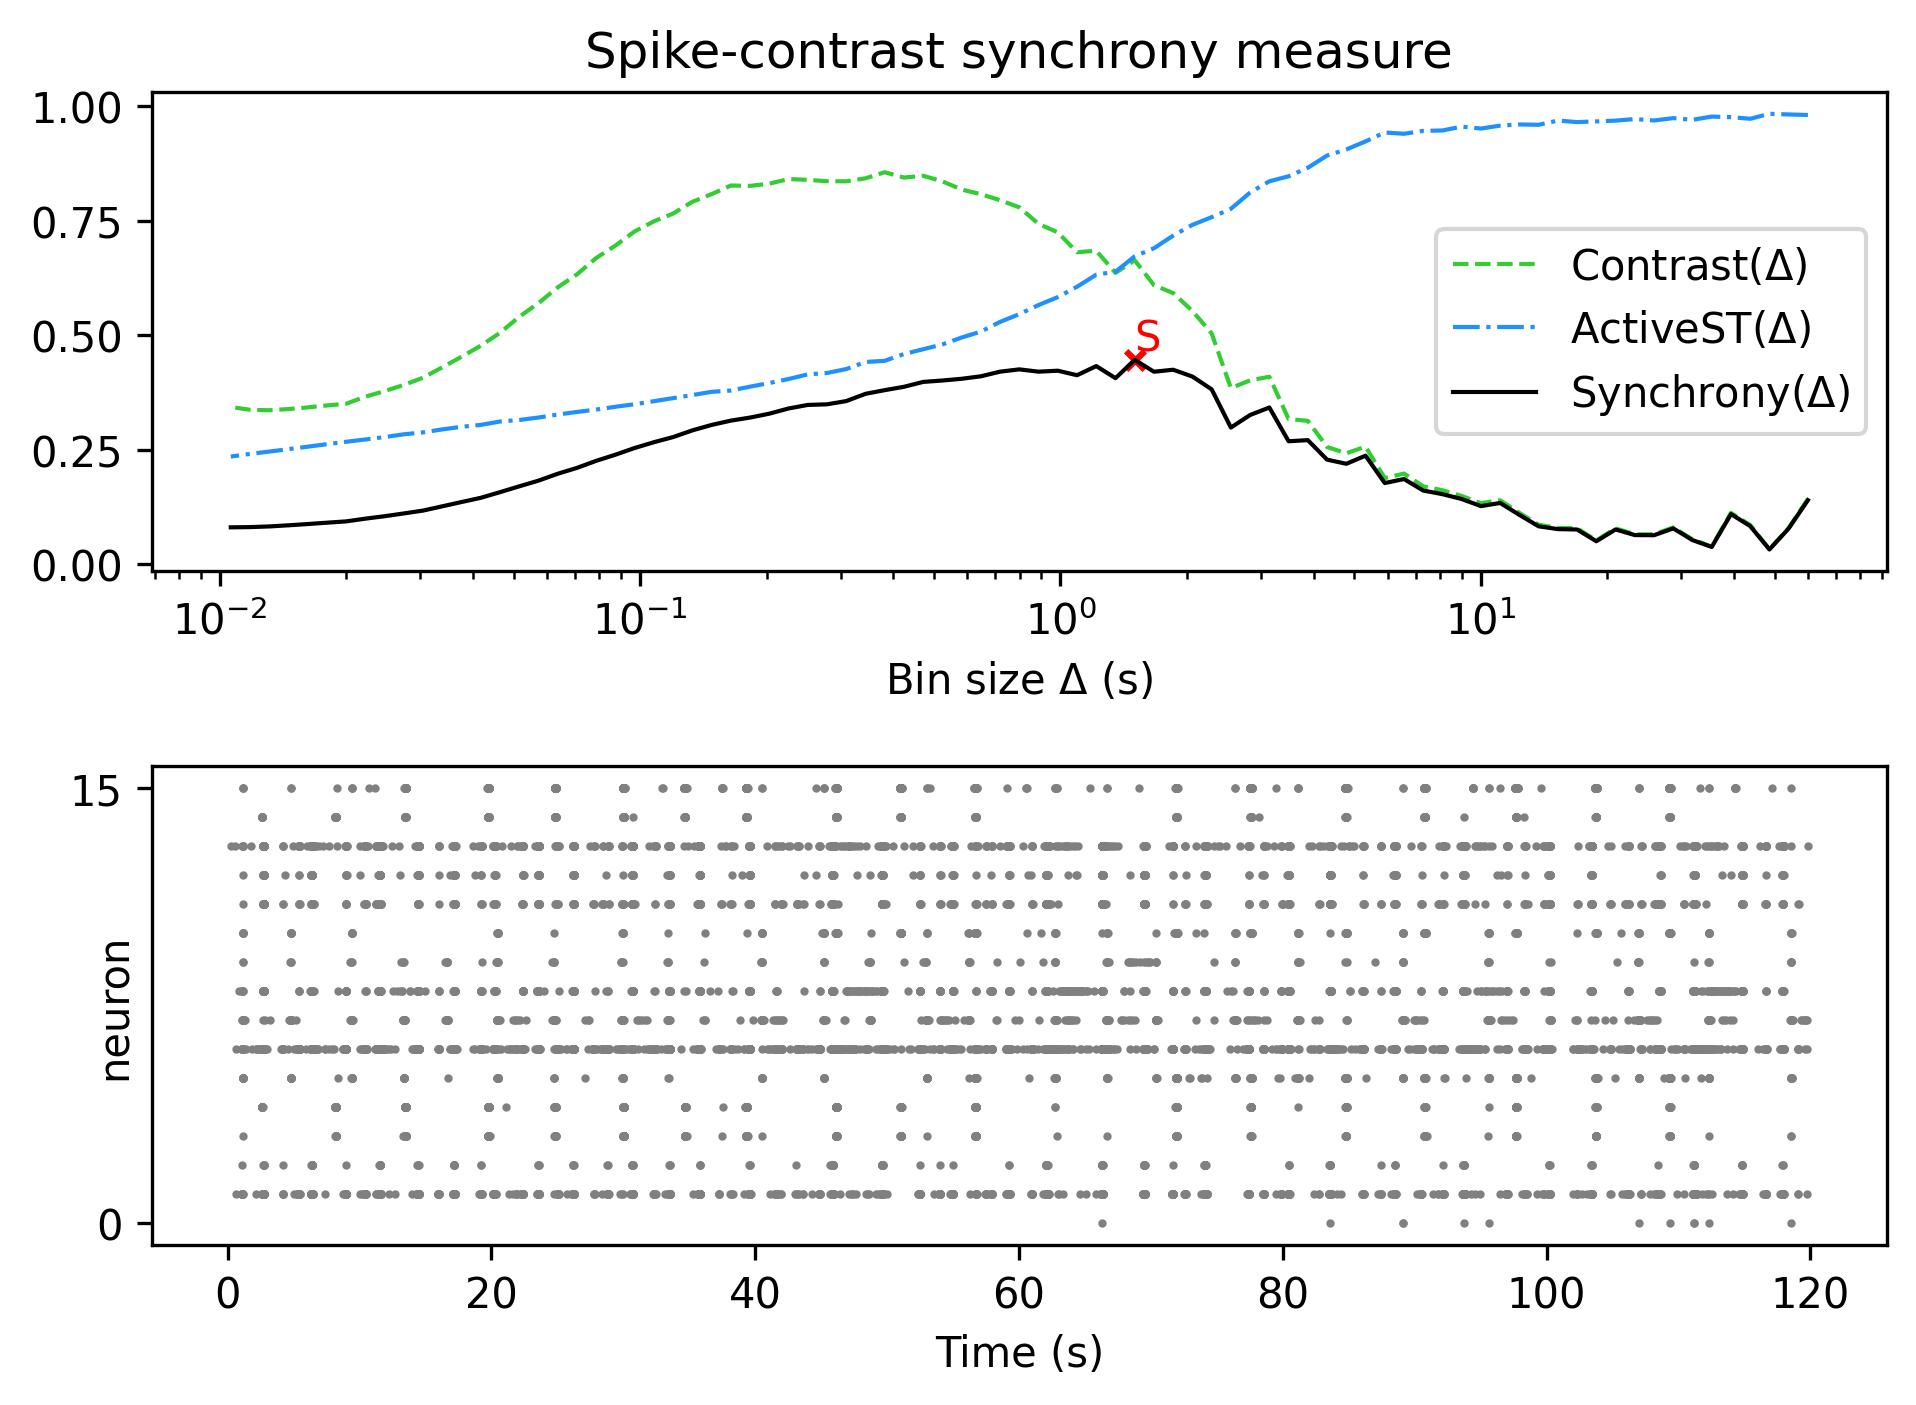 Spike-contrast synchrony measure
1.00
0.75
0.50
0.25
0.00
S
Contrast(Δ)
ActiveST(Δ)
Synchrony(Δ)
10⁻² 10⁻¹ 10⁰ 10¹
Bin size Δ (s)
15
neuron
0
0 20 40 60 80 100 120
Time (s)